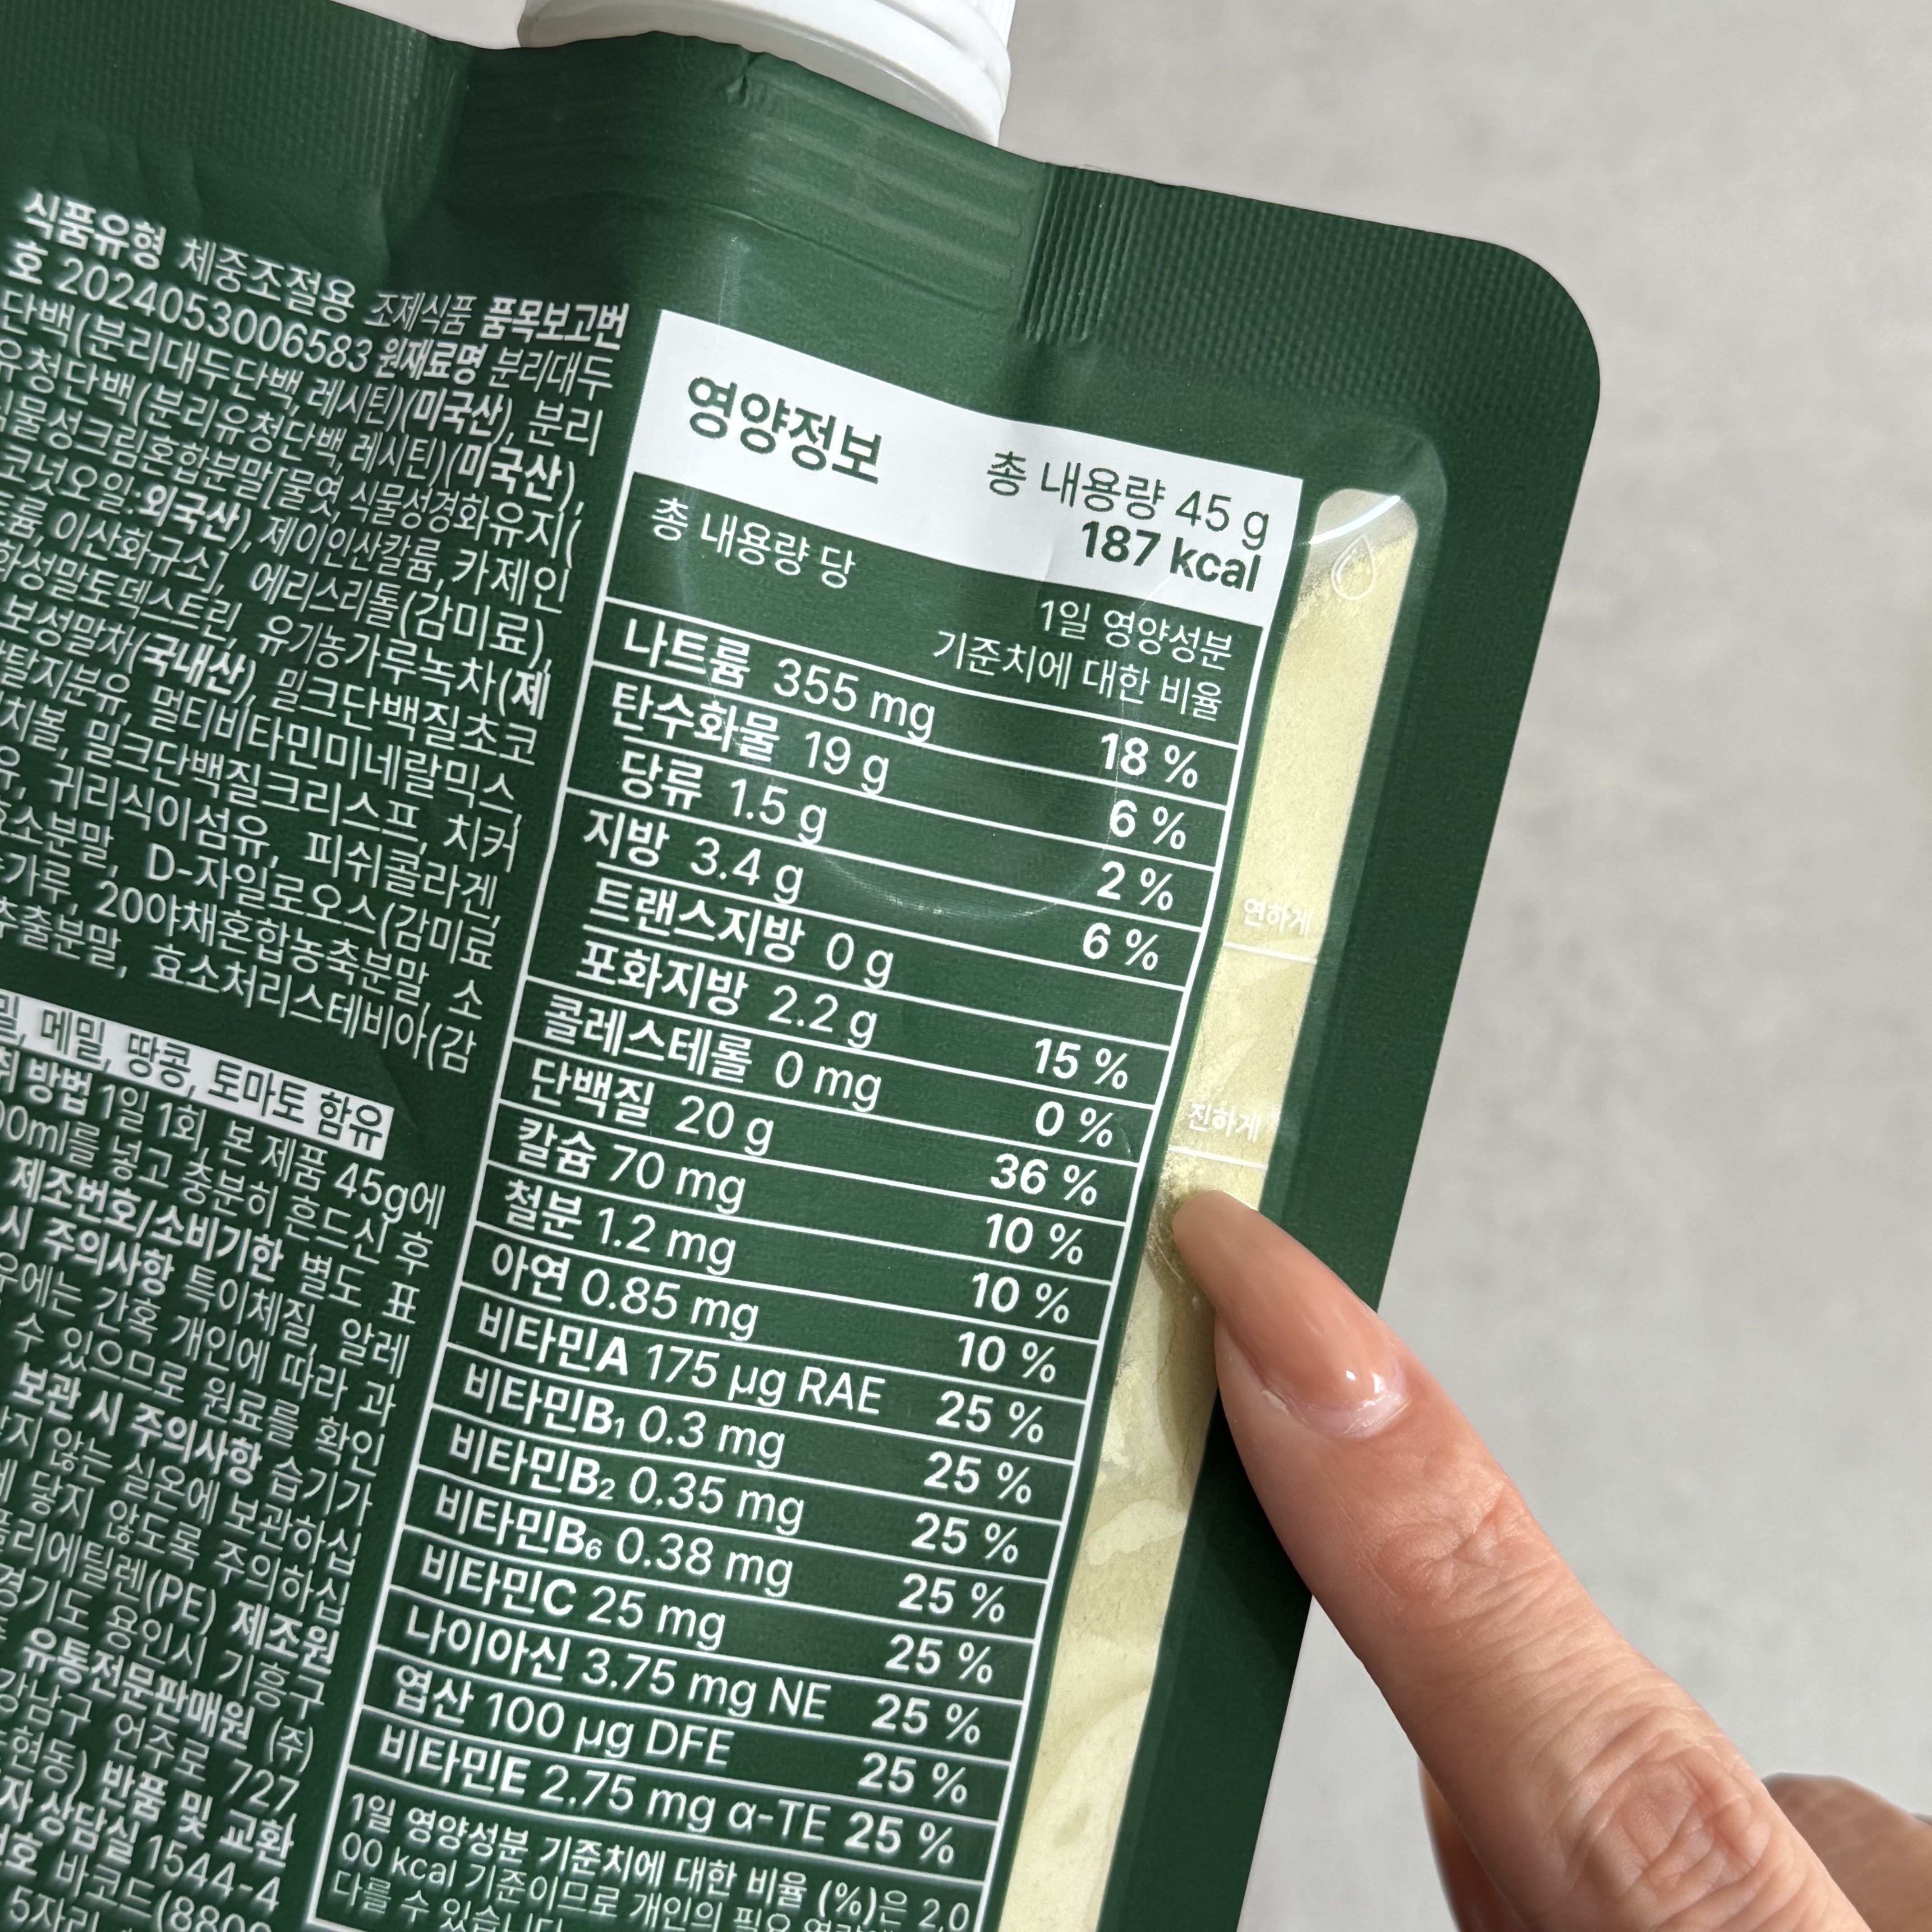 식품유형 체중조절용 조제식품 품목보고번
호 2024053006583 원재료명 분리대두
단백(분리대두단백, 레시틴)(미국산), 분리
유청단백(분리유청단백, 레시틴)(미국산),
식물성크림혼합분말[물엿, 식물성경화유지(
코넛오일:외국산), 제이인산칼륨, 카제인
이산화규소], 에리스리톨(감미료),
화성말토덱스트린, 유기농가루녹차(제
보성말차(국내산), 밀크단백질초코
탈지분유, 멀티비타민미네랄믹스,
치볼, 밀크단백질크리스프, 치커
귀리식이섬유, 피쉬콜라겐,
효소분말, D-자일로오스(감미료
가루, 20야채혼합농축분말, 소
추출분말, 효소처리스테비아(감
밀, 메밀, 땅콩, 토마토 함유
방법 1일 1회, 본 제품 45g에
00ml를 넣고 충분히 흔드신 후
제조번호/소비기한 별도 표
시 주의사항 특이체질, 알레
우에는 간혹 개인에 따라 과
수 있으므로 원료를 확인
보관 시 주의사항 습기가
지 않는 실온에 보관하십
에 닿지 않도록 주의하십
폴리에틸렌(PE) 제조원
경기도 용인시 기흥구
유통전문판매원 (주)
강남구 언주로 727
현동) 반품 및 교환
자 상담실 1544-4
호 바코드(8809
5자리
영양정보
총 내용량 45 g
187 kcal
총 내용량 당
1일 영양성분
기준치에 대한 비율
나트륨 355 mg 18 %
탄수화물 19 g 6 %
당류 1.5 g 2 %
지방 3.4 g 6 %
트랜스지방 0 g
포화지방 2.2 g 15 %
콜레스테롤 0 mg 0 %
단백질 20 g 36 %
칼슘 70 mg 10 %
철분 1.2 mg 10 %
아연 0.85 mg 10 %
비타민A 175 µg RAE 25 %
비타민B₁ 0.3 mg 25 %
비타민B₂ 0.35 mg 25 %
비타민B₆ 0.38 mg 25 %
비타민C 25 mg 25 %
나이아신 3.75 mg NE 25 %
엽산 100 µg DFE 25 %
비타민E 2.75 mg α-TE 25 %
1일 영양성분 기준치에 대한 비율 (%)은 2,0
00 kcal 기준이므로 개인의 필요
다를 수 있습니다
연하게
진하게